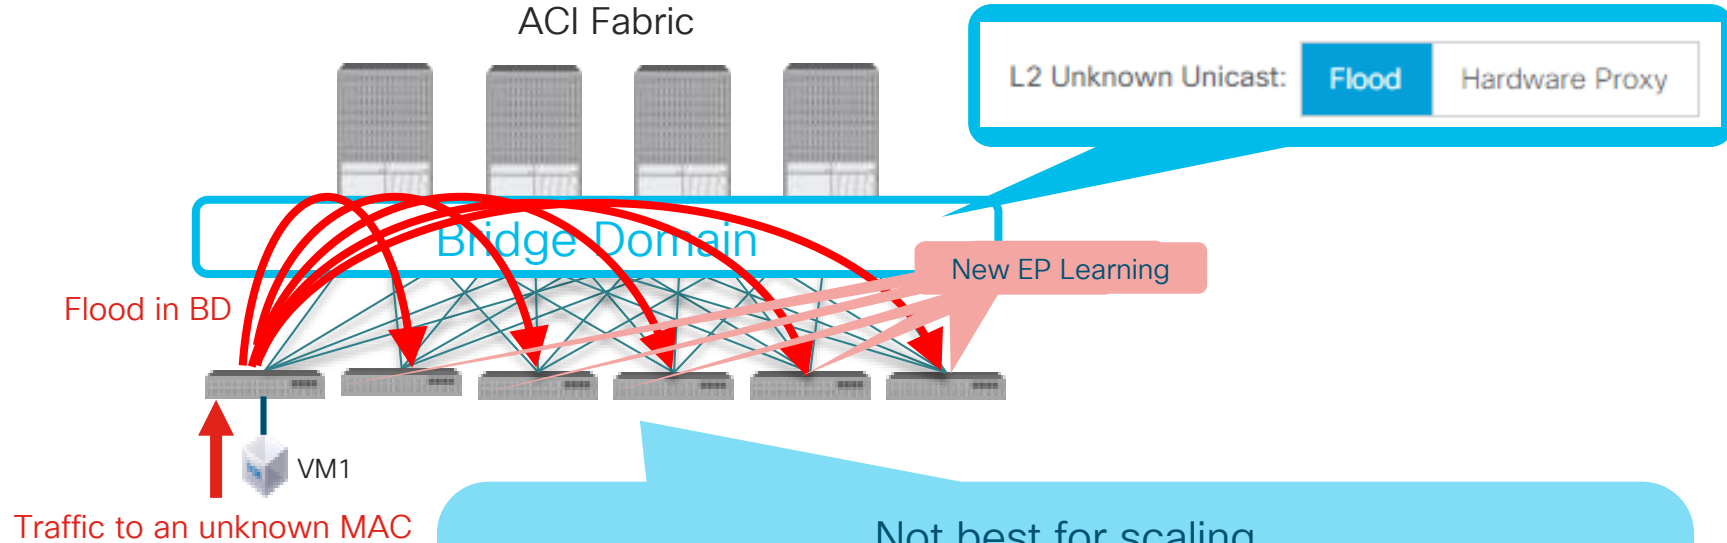 ACI Fabric
L2 Unknown Unicast: Flood Hardware Proxy
Bridge Domain
New EP Learning
Flood in BD
VM1
Traffic to an unknown MAC
Not best for scaling